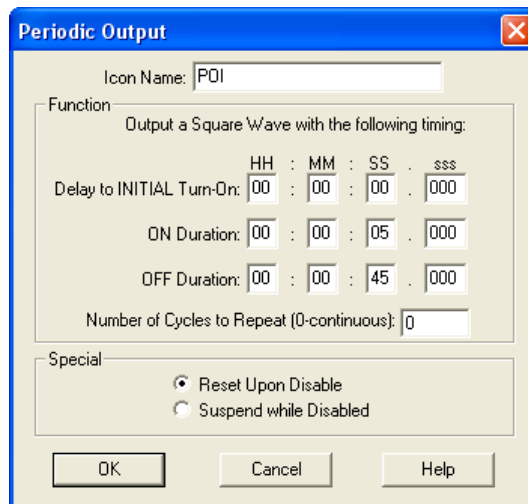 Periodic Output
Icon Name: POI
Function
Output a Square Wave with the following timing:
HH : MM : SS . sss
Delay to INITIAL Turn-On: 00 : 00 : 00 . 000
ON Duration: 00 : 00 : 05 . 000
OFF Duration: 00 : 00 : 45 . 000
Number of Cycles to Repeat (0-continuous): 0
Special
Reset Upon Disable
Suspend while Disabled
OK Cancel Help